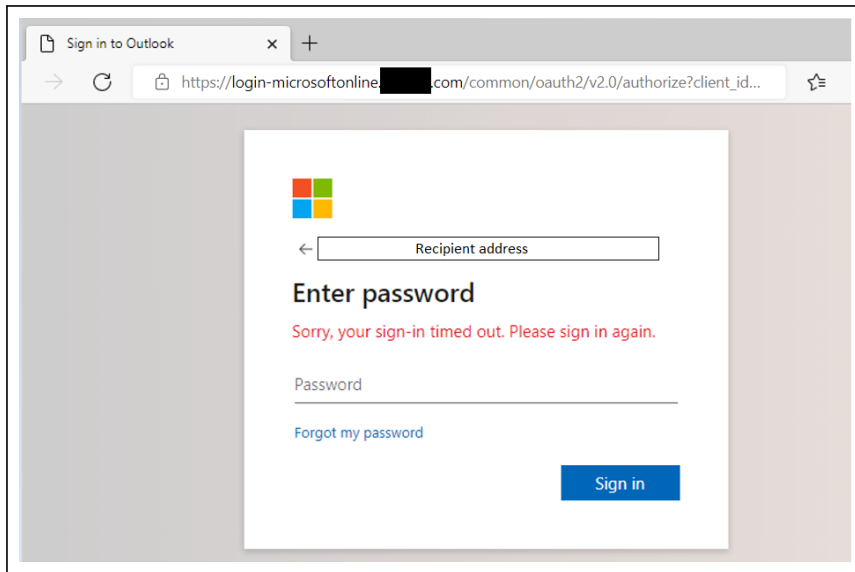 Sign in to Outlook
https://login-microsoftonline. .com/common/oauth2/v2.0/authorize?client_id...
Recipient address
Enter password
Sorry, your sign-in timed out. Please sign in again.
Password
Forgot my password
Sign in